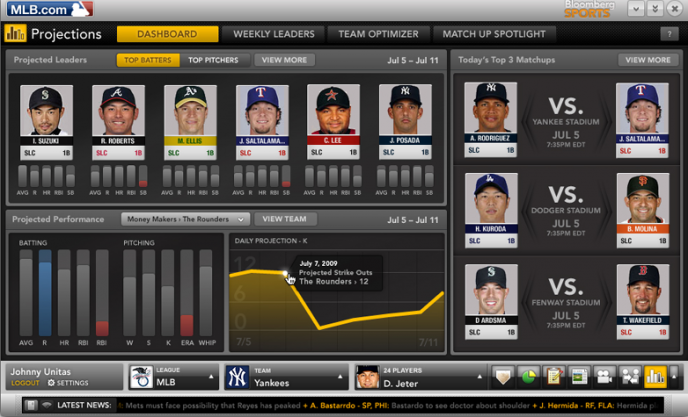 MLB.com
Bloomberg
SPORTS
Projections
DASHBOARD
WEEKLY LEADERS
TEAM OPTIMIZER
MATCH UP SPOTLIGHT
?
Projected Leaders
TOP BATTERS
TOP PITCHERS
VIEW MORE
Jul 5 – Jul 11
I. SUZUKI
SLC 1B
R. ROBERTS
SLC 1B
M. ELLIS
SLC 1B
J. SALTALAMA...
SLC 1B
C. LEE
SLC 1B
J. POSADA
SLC 1B
AVG R HR RBI SB
AVG R HR RBI SB
AVG R HR RBI SB
AVG R HR RBI SB
AVG R HR RBI SB
AVG R HR RBI SB
Today's Top 3 Matchups
VIEW MORE
A. RODRIGUEZ
SLC 1B
VS.
YANKEE STADIUM
JUL 5
7:35PM EDT
J. SALTALAMA...
SLC 1B
H. KURODA
SLC 1B
VS.
DODGER STADIUM
JUL 5
7:35PM EDT
B. MOLINA
SLC 1B
D ARDSMA
SLC 1B
VS.
FENWAY STADIUM
JUL 5
7:35PM EDT
T. WAKEFIELD
SLC 1B
Projected Performance
Money Makers › The Rounders
VIEW TEAM
Jul 5 – Jul 11
BATTING
AVG R HR RBI RBI
PITCHING
W S K ERA WHIP
DAILY PROJECTION - K
12
6
0
7/5
7/11
July 7, 2009
Projected Strike Outs
The Rounders › 12
Johnny Unitas
LOGOUT SETTINGS
LEAGUE
MLB
TEAM
Yankees
24 PLAYERS
D. Jeter
LATEST NEWS:
Mets must face possibility that Reyes has peaked + A. Bastarrdo - SP, PHI: Bastardo to see doctor about shoulder + J. Hermida - RF, FLA: Hermida